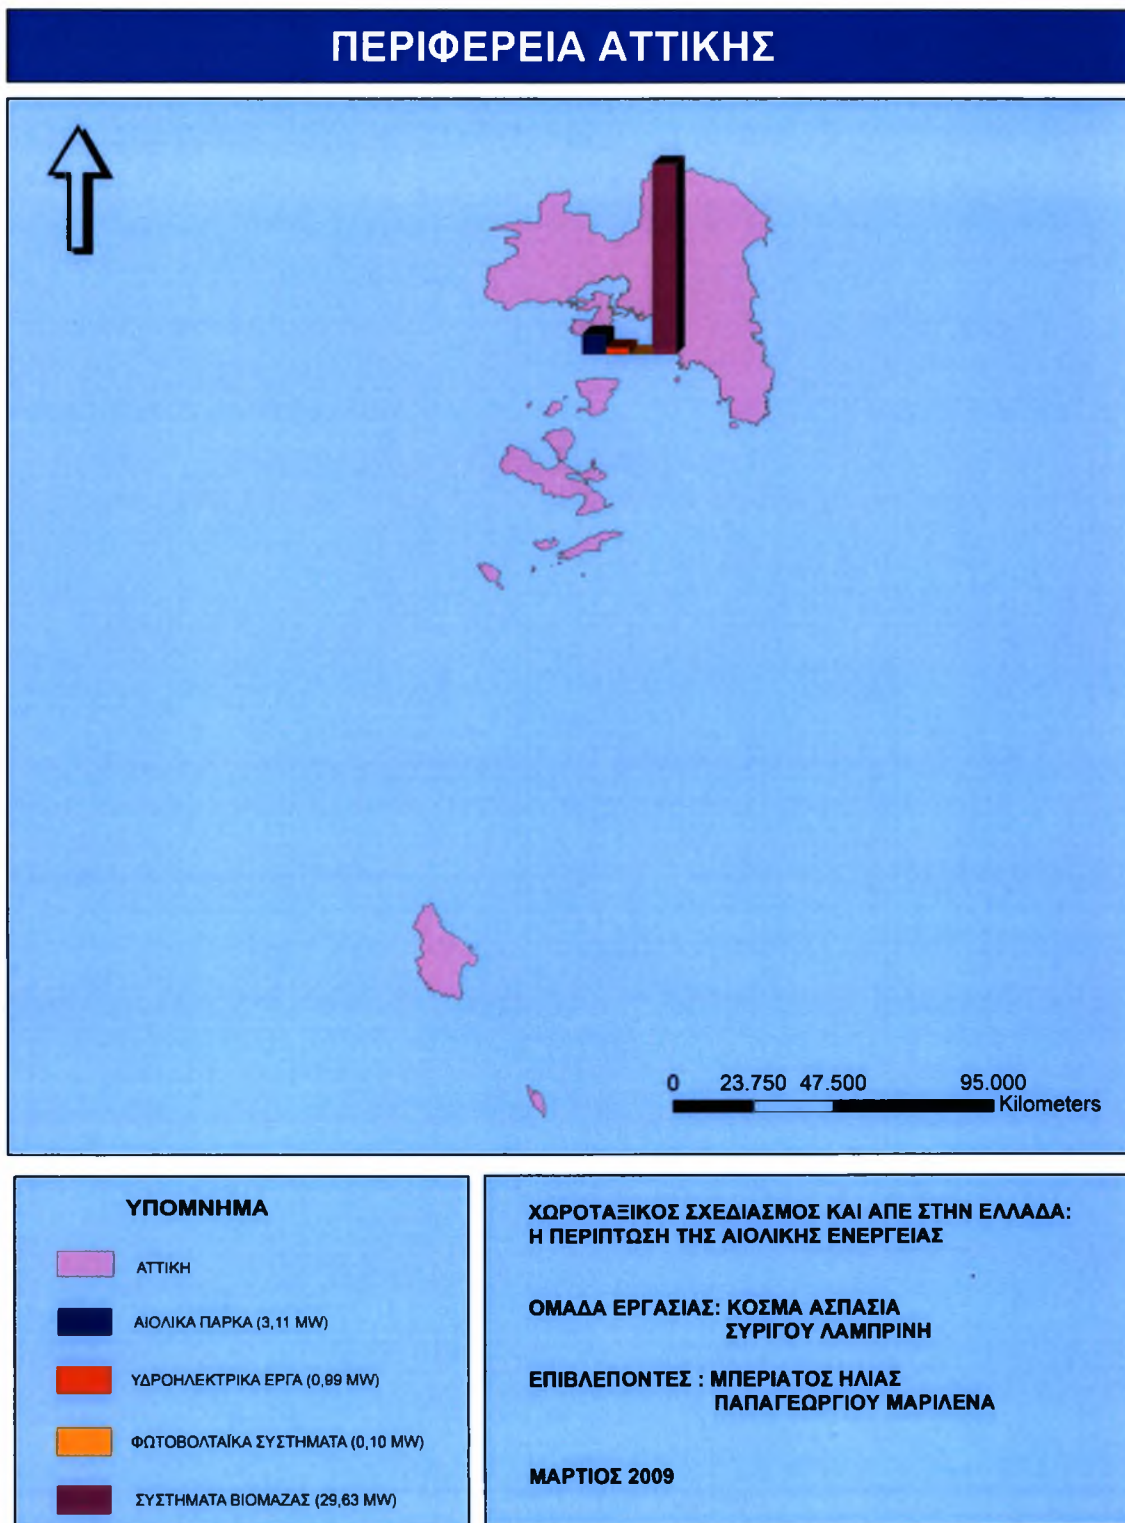 ΠΕΡΙΦΕΡΕΙΑ ΑΤΤΙΚΗΣ
0 23.750 47.500 95.000
Kilometers
ΥΠΟΜΝΗΜΑ
ΑΤΤΙΚΗ
ΑΙΟΛΙΚΑ ΠΑΡΚΑ (3,11 MW)
ΥΔΡΟΗΛΕΚΤΡΙΚΑ ΕΡΓΑ (0,99 MW)
ΦΩΤΟΒΟΛΤΑΪΚΑ ΣΥΣΤΗΜΑΤΑ (0,10 MW)
ΣΥΣΤΗΜΑΤΑ ΒΙΟΜΑΖΑΣ (29,63 MW)
ΧΩΡΟΤΑΞΙΚΟΣ ΣΧΕΔΙΑΣΜΟΣ ΚΑΙ ΑΠΕ ΣΤΗΝ ΕΛΛΑΔΑ:
Η ΠΕΡΙΠΤΩΣΗ ΤΗΣ ΑΙΟΛΙΚΗΣ ΕΝΕΡΓΕΙΑΣ
ΟΜΑΔΑ ΕΡΓΑΣΙΑΣ: ΚΟΣΜΑ ΑΣΠΑΣΙΑ
ΣΥΡΙΓΟΥ ΛΑΜΠΡΙΝΗ
ΕΠΙΒΛΕΠΟΝΤΕΣ : ΜΠΕΡΙΑΤΟΣ ΗΛΙΑΣ
ΠΑΠΑΓΕΩΡΓΙΟΥ ΜΑΡΙΛΕΝΑ
ΜΑΡΤΙΟΣ 2009